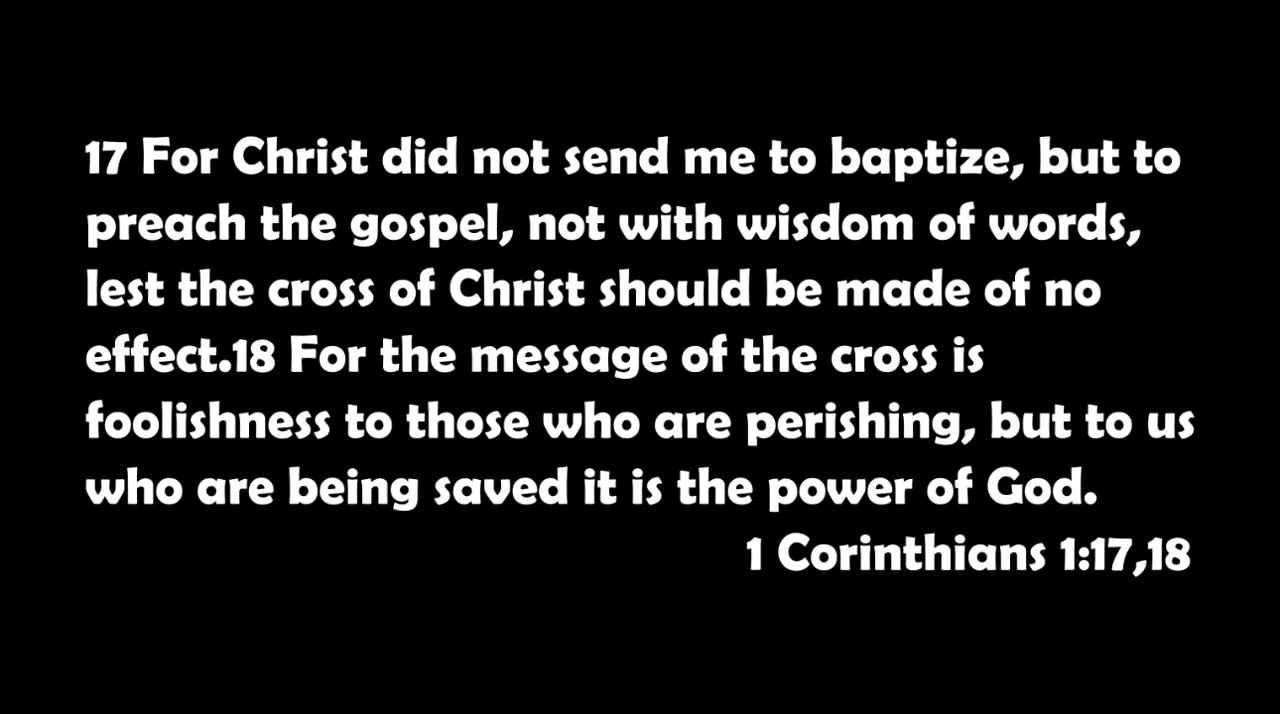 17 For Christ did not send me to baptize, but to
preach the gospel, not with wisdom of words,
lest the cross of Christ should be made of no
effect.18 For the message of the cross is
foolishness to those who are perishing, but to us
who are being saved it is the power of God.
1 Corinthians 1:17,18